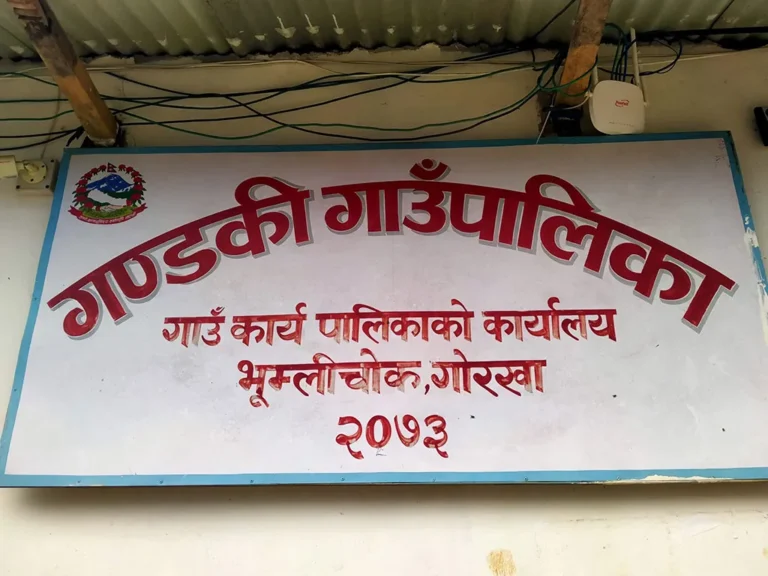 गण्डकी गाउँपालिका
गाउँ कार्य पालिकाको कार्यालय
भूम्लीचोक,गोरखा
२०७३